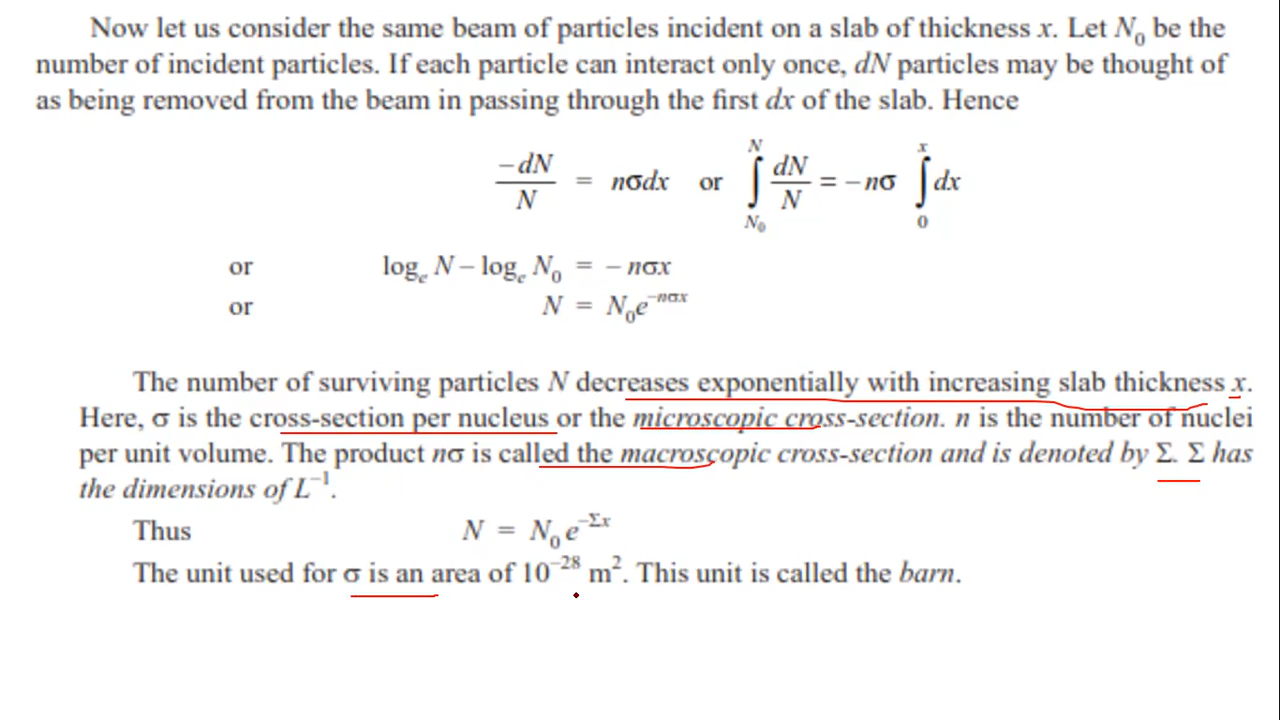 Now let us consider the same beam of particles incident on a slab of thickness x. Let N₀ be the
number of incident particles. If each particle can interact only once, dN particles may be thought of
as being removed from the beam in passing through the first dx of the slab. Hence
−dN/N = nσdx or ∫_{N₀}^{N} dN/N = −nσ ∫_{0}^{x} dx
or logₑ N − logₑ N₀ = − nσx
or N = N₀e^{−nσx}
The number of surviving particles N decreases exponentially with increasing slab thickness x.
Here, σ is the cross-section per nucleus or the microscopic cross-section. n is the number of nuclei
per unit volume. The product nσ is called the macroscopic cross-section and is denoted by Σ. Σ has
the dimensions of L⁻¹.
Thus N = N₀ e^{−Σx}
The unit used for σ is an area of 10⁻²⁸ m². This unit is called the barn.